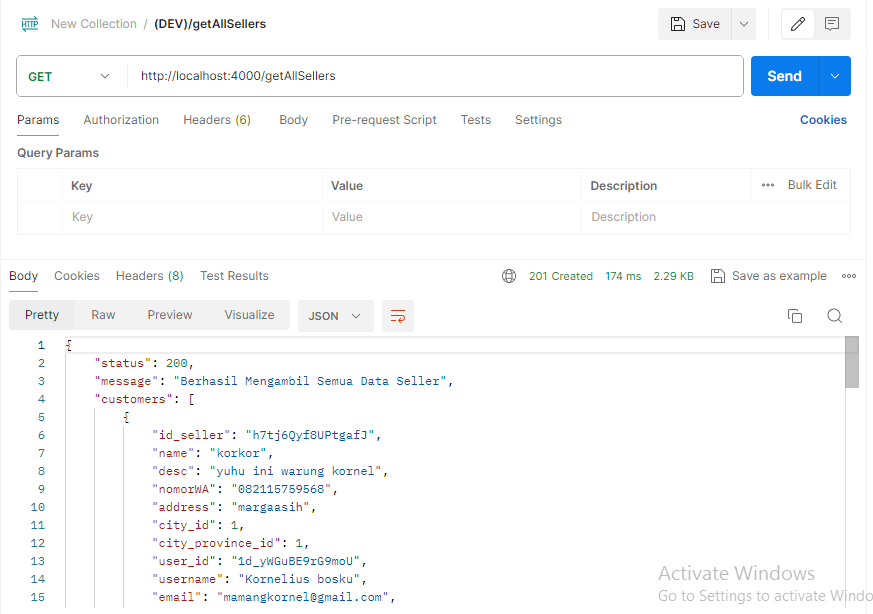 HTTP New Collection / (DEV)/getAllSellers Save
GET http://localhost:4000/getAllSellers Send
Params Authorization Headers (6) Body Pre-request Script Tests Settings Cookies
Query Params
Key Value Description ••• Bulk Edit
Key Value Description
Body Cookies Headers (8) Test Results 201 Created 174 ms 2.29 KB Save as example
Pretty Raw Preview Visualize JSON
1 {
2 "status": 200,
3 "message": "Berhasil Mengambil Semua Data Seller",
4 "customers": [
5 {
6 "id_seller": "h7tj6Qyf8UPtgafJ",
7 "name": "korkor",
8 "desc": "yuhu ini warung kornel",
9 "nomorWA": "082115759568",
10 "address": "margaasih",
11 "city_id": 1,
12 "city_province_id": 1,
13 "user_id": "1d_yWGuBE9rG9moU",
14 "username": "Kornelius bosku",
15 "email": "mamangkornel@gmail.com",
Activate Windows
Go to Settings to activate Windo